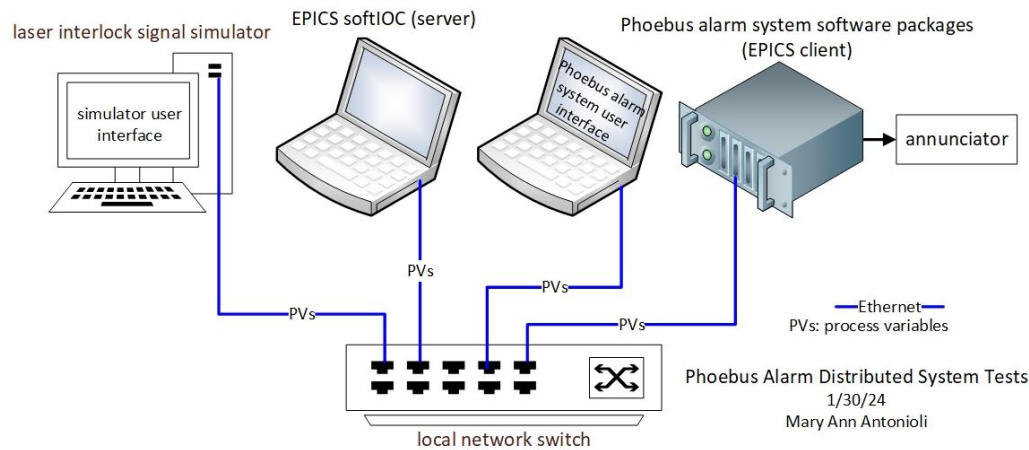 laser interlock signal simulator
EPICS softIOC (server)
Phoebus alarm system software packages
(EPICS client)
simulator user
interface
Phoebus alarm
system user
interface
annunciator
PVs
PVs
PVs
PVs
Ethernet
PVs: process variables
Phoebus Alarm Distributed System Tests
1/30/24
Mary Ann Antonioli
local network switch